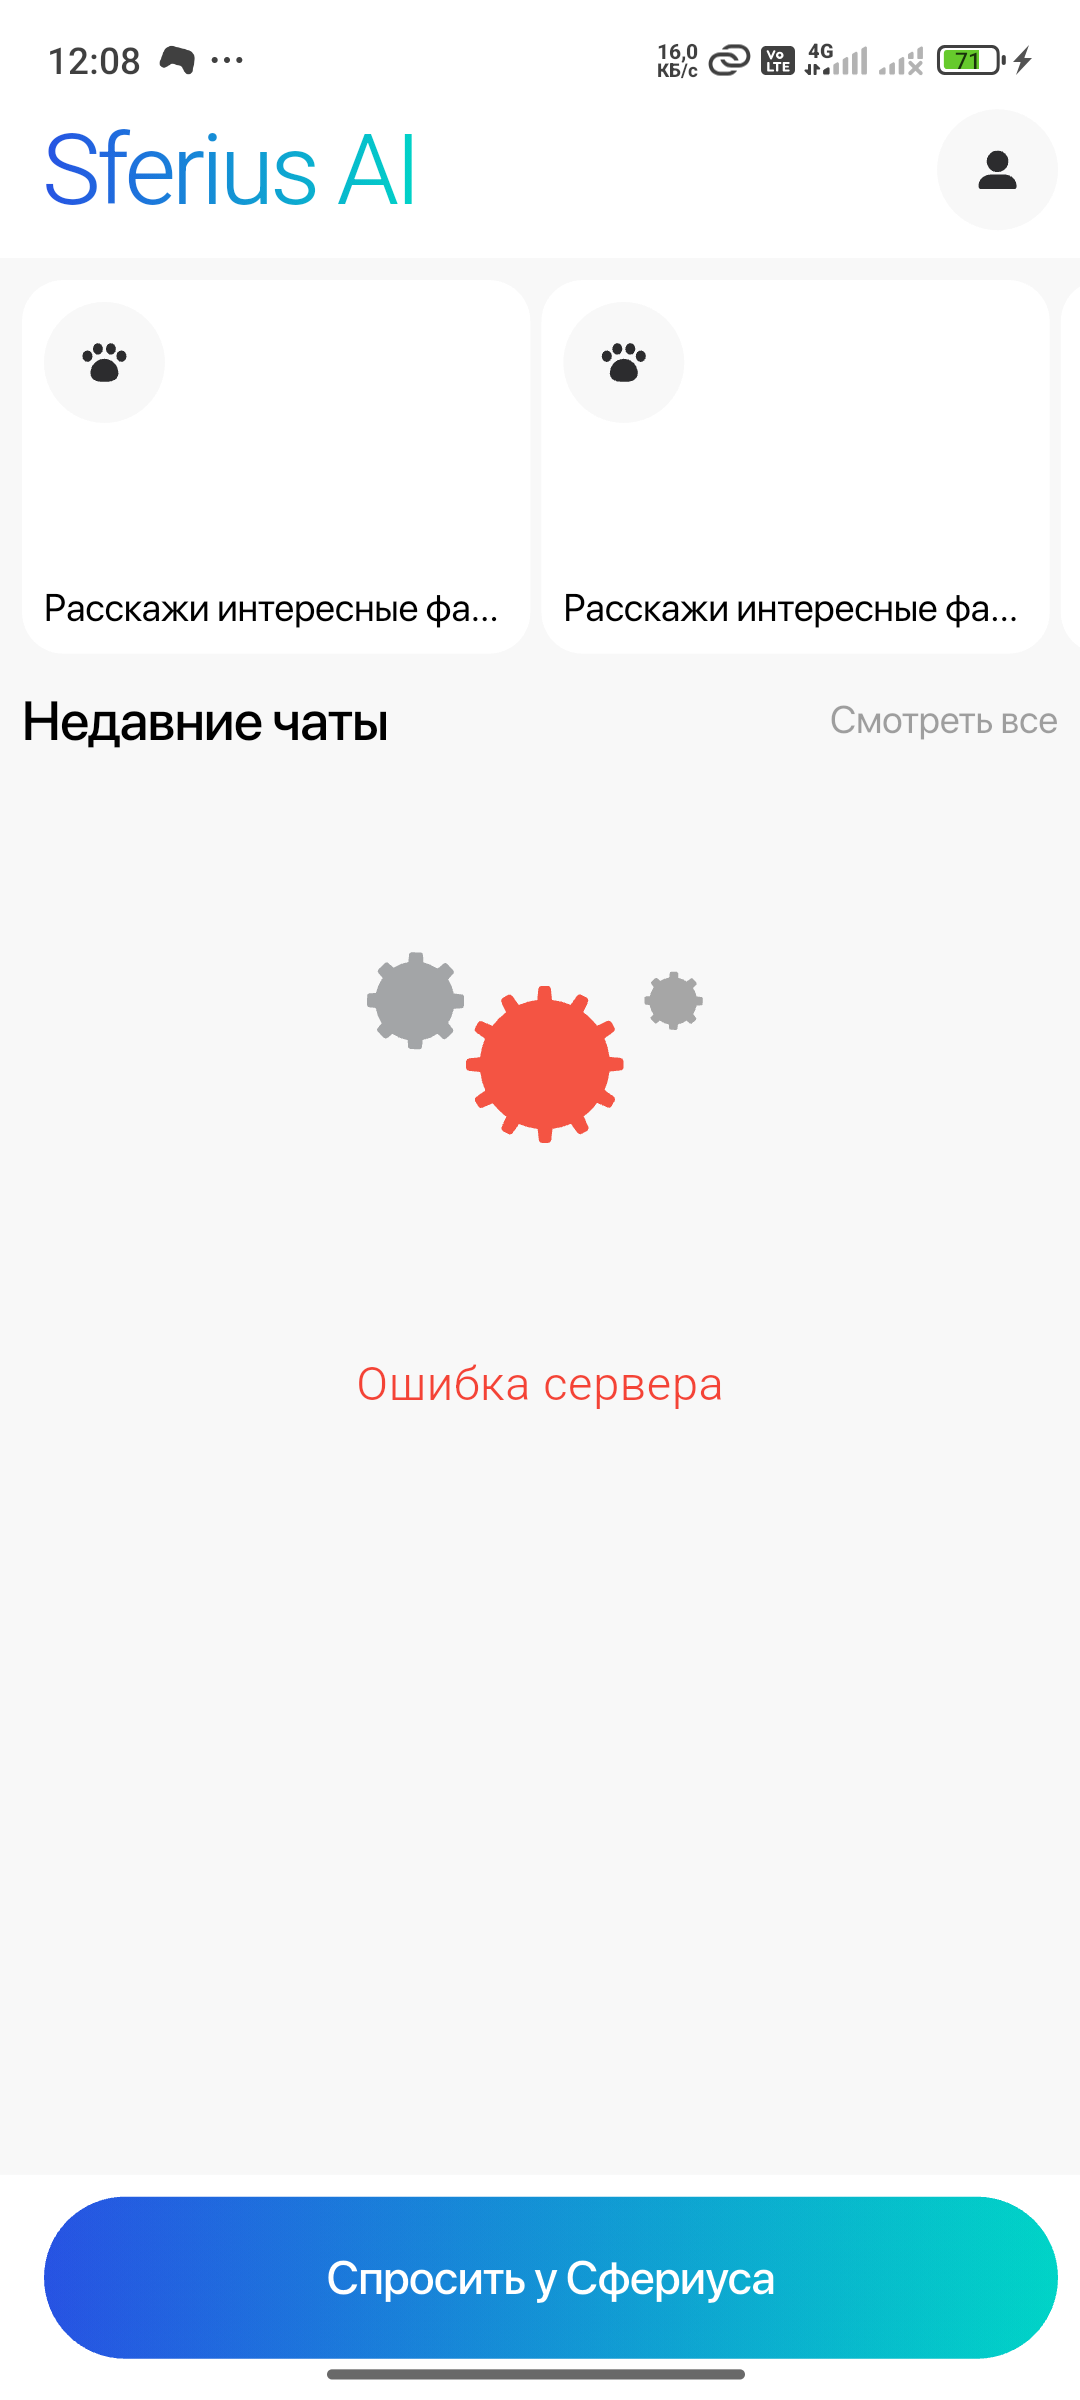 12:08 ...
16,0 КБ/с Vo LTE 4G 71
Sferius AI
Расскажи интересные фа... Расскажи интересные фа...
Недавние чаты Смотреть все
Ошибка сервера
Спросить у Сфериуса